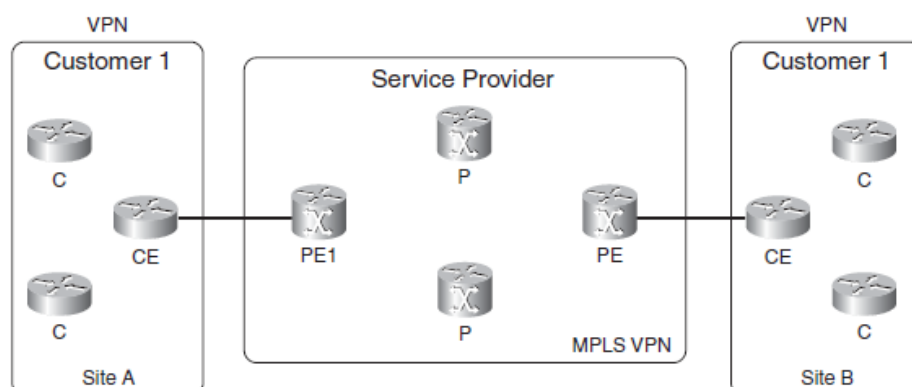 VPN
VPN
Customer 1
Service Provider
Customer 1
C
P
C
CE
PE1
PE
CE
C
P
C
MPLS VPN
Site A
Site B